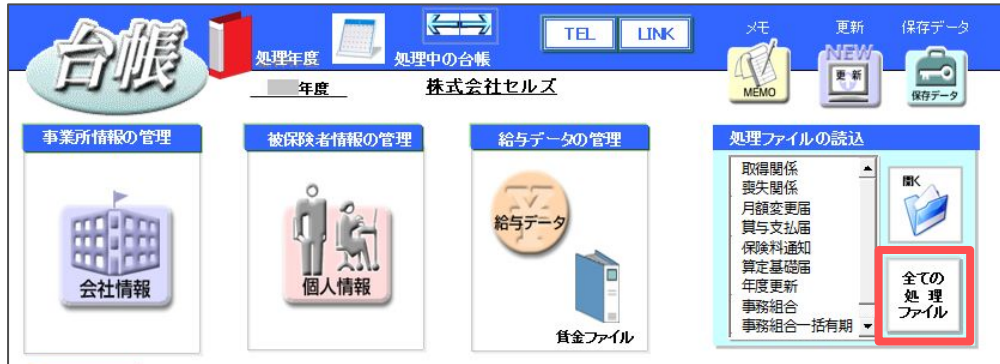 台帳
処理年度
年度
処理中の台帳
株式会社セルズ
TEL
LINK
メモ
MEMO
更新
NEW
更新
保存データ
保存データ
事業所情報の管理
会社情報
被保険者情報の管理
個人情報
給与データの管理
給与データ
賃金ファイル
処理ファイルの読込
取得関係
喪失関係
月額変更届
賞与支払届
保険料通知
算定基礎届
年度更新
事務組合
事務組合一括有期
開く
全ての
処 理
ファイル